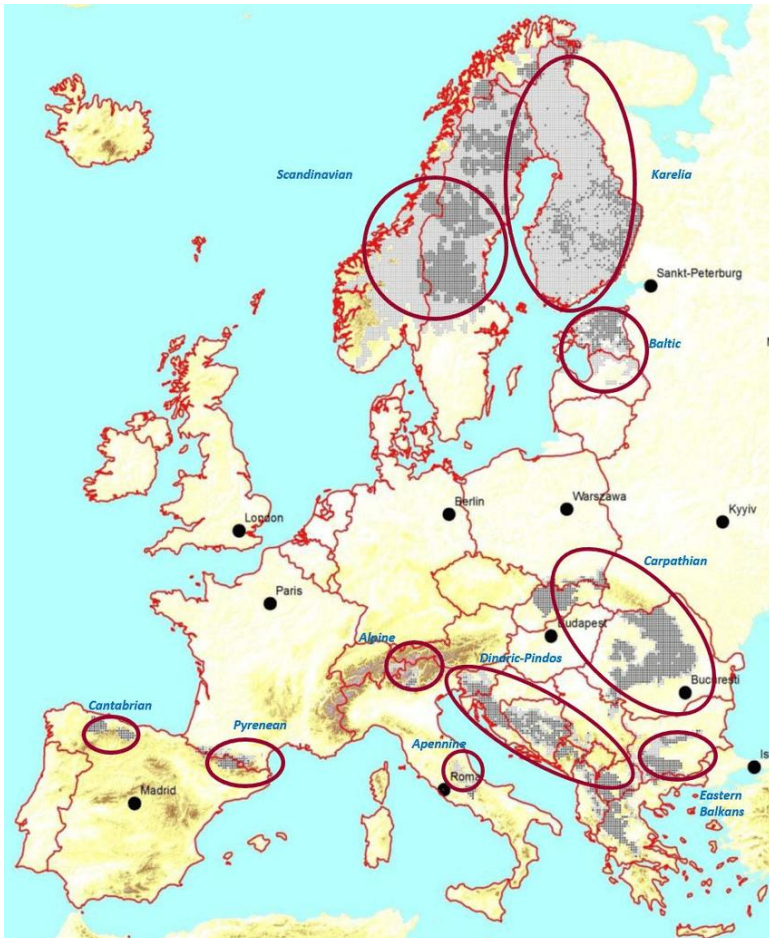 Scandinavian
Karelia
Sankt-Peterburg
Baltic
Berlin
Warszawa
London
Kyyiv
Carpathian
Paris
Budapest
Alpine
Dinaric-Pindos
Bucuresti
Cantabrian
Pyrenean
Apennine
Roma
Madrid
Eastern
Balkans